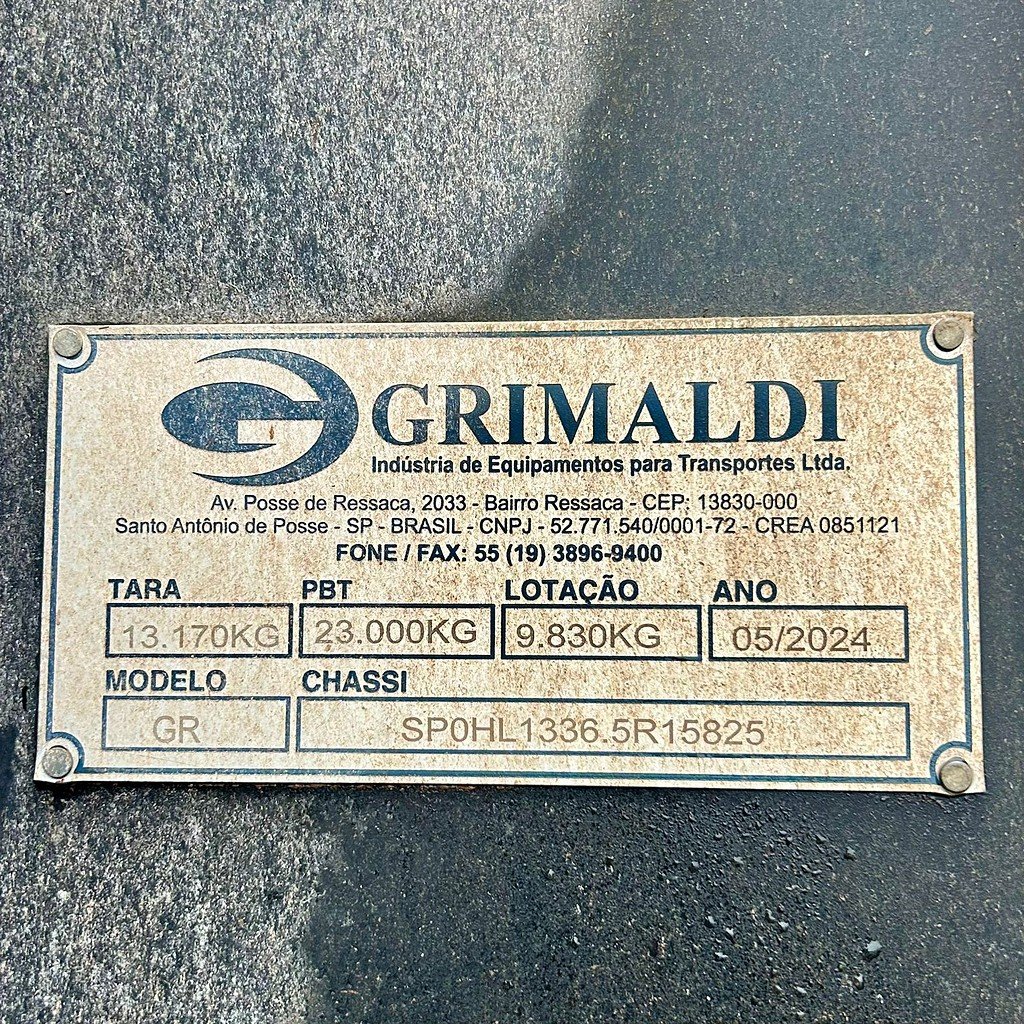 GRIMALDI
Indústria de Equipamentos para Transportes Ltda.
Av. Posse de Ressaca, 2033 - Bairro Ressaca - CEP: 13830-000
Santo Antônio de Posse - SP - BRASIL - CNPJ - 52.771.540/0001-72 - CREA 0851121
FONE / FAX: 55 (19) 3896-9400
TARA PBT LOTAÇÃO ANO
13.170KG 23.000KG 9.830KG 05/2024
MODELO CHASSI
GR SP0HL1336.5R15825